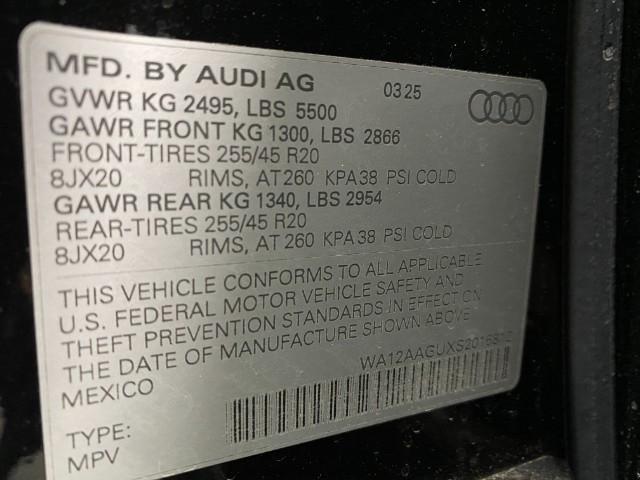 MFD. BY AUDI AG 03 25
GVWR KG 2495, LBS 5500
GAWR FRONT KG 1300, LBS 2866
FRONT-TIRES 255/45 R20
8JX20 RIMS, AT 260 KPA 38 PSI COLD
GAWR REAR KG 1340, LBS 2954
REAR-TIRES 255/45 R20
8JX20 RIMS, AT 260 KPA 38 PSI COLD
THIS VEHICLE CONFORMS TO ALL APPLICABLE
U.S. FEDERAL MOTOR VEHICLE SAFETY AND
THEFT PREVENTION STANDARDS IN EFFECT ON
THE DATE OF MANUFACTURE SHOWN ABOVE
MEXICO
TYPE:
MPV